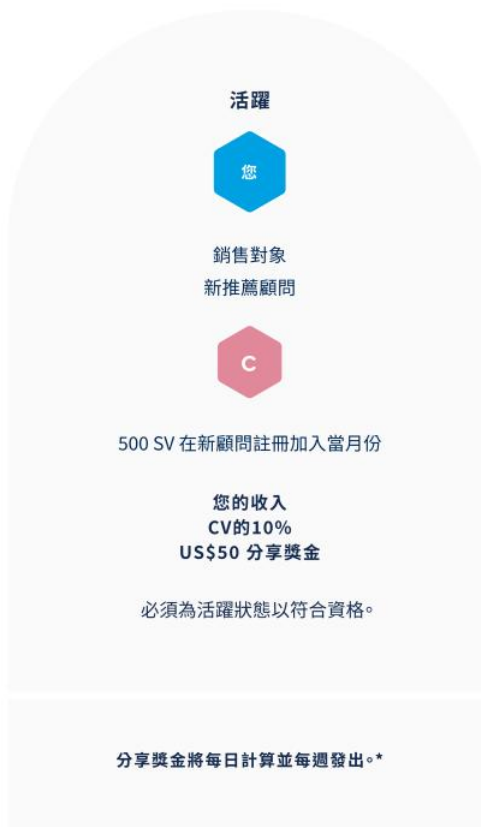 活躍
您
銷售對象
新推薦顧問
C
500 SV 在新顧問註冊加入當月份
您的收入
CV的10%
US$50 分享獎金
必須為活躍狀態以符合資格。
分享獎金將每日計算並每週發出。*